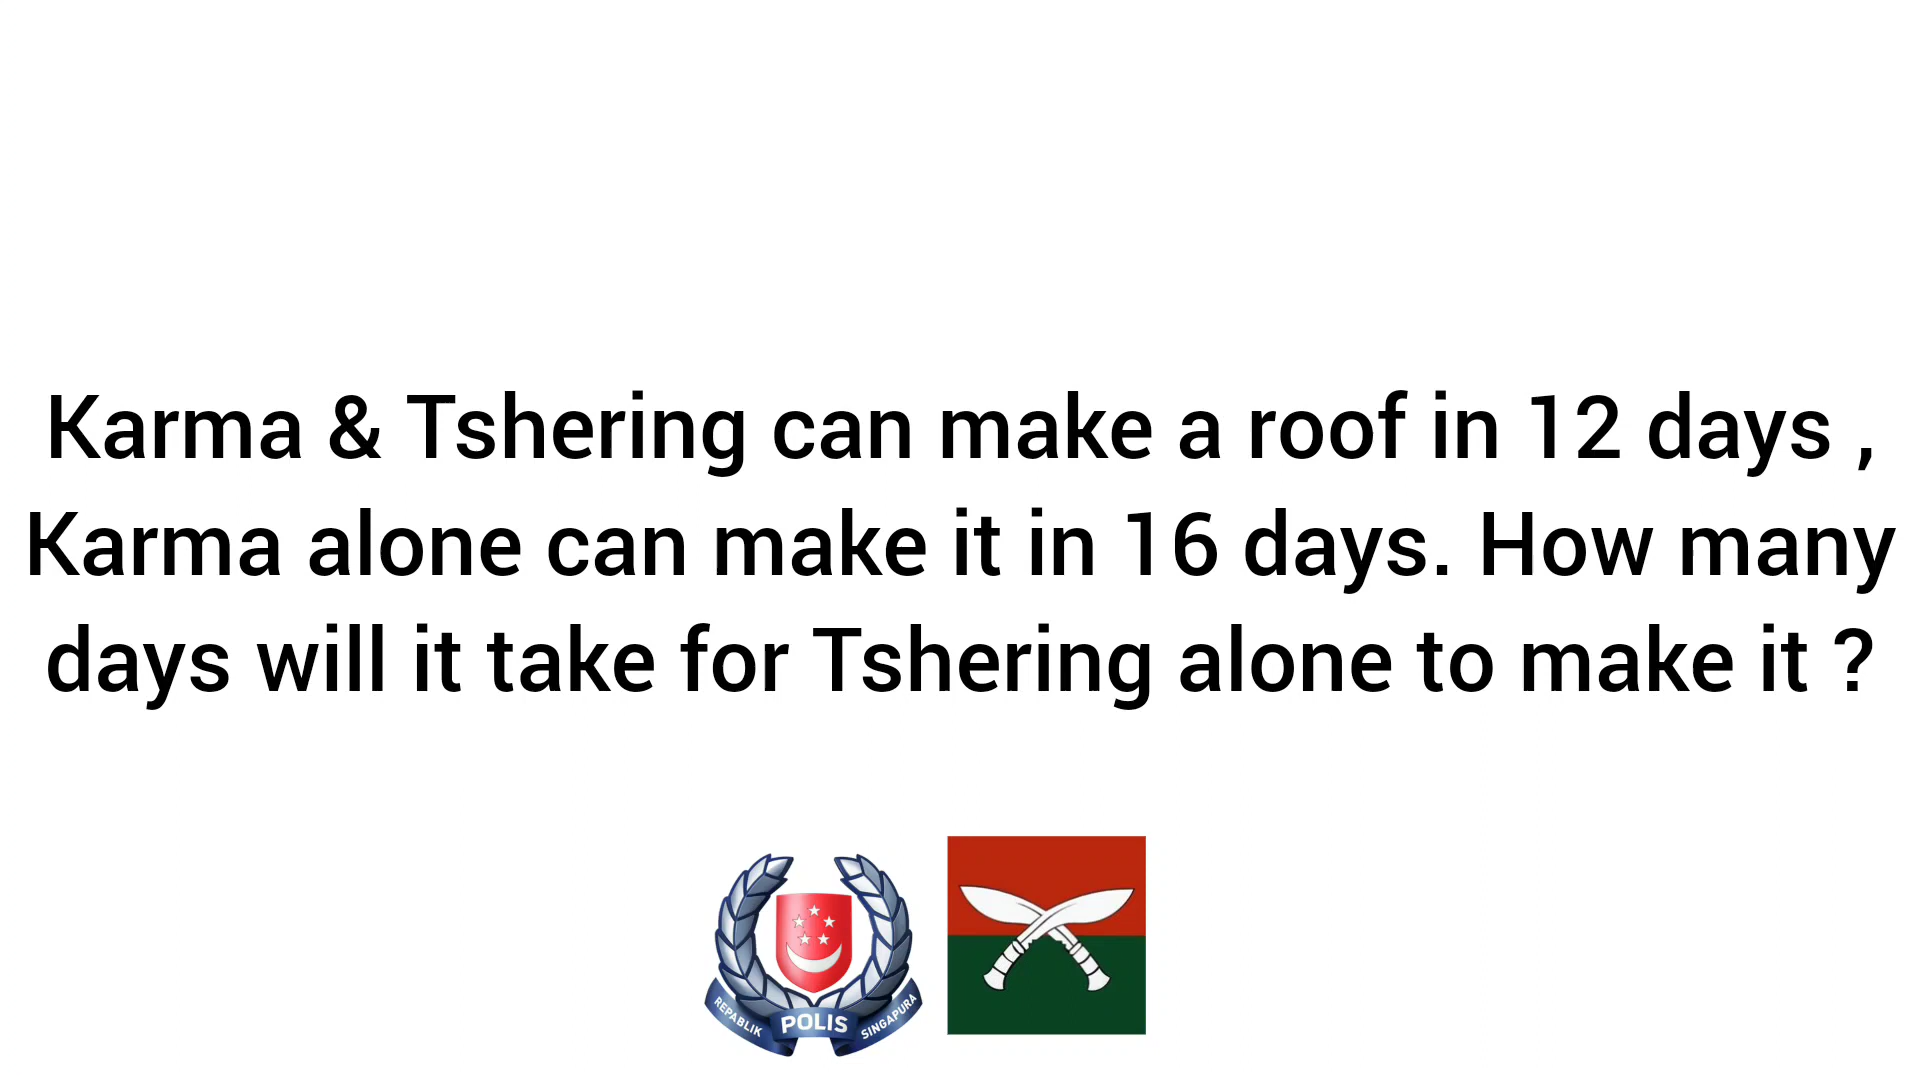 Karma & Tshering can make a roof in 12 days ,
Karma alone can make it in 16 days. How many
days will it take for Tshering alone to make it ?
REPABLIK POLIS SINGAPURA